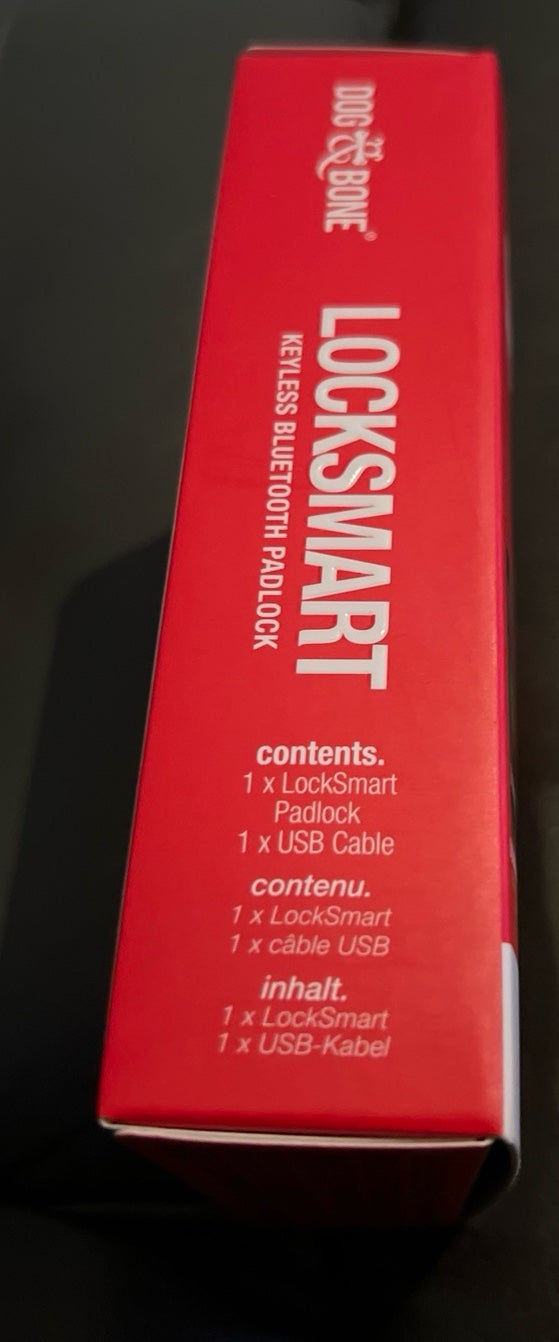 DOG & BONE®
LOCKSMART
KEYLESS BLUETOOTH PADLOCK
contents.
1 x LockSmart
Padlock
1 x USB Cable
contenu.
1 x LockSmart
1 x câble USB
inhalt.
1 x LockSmart
1 x USB-Kabel